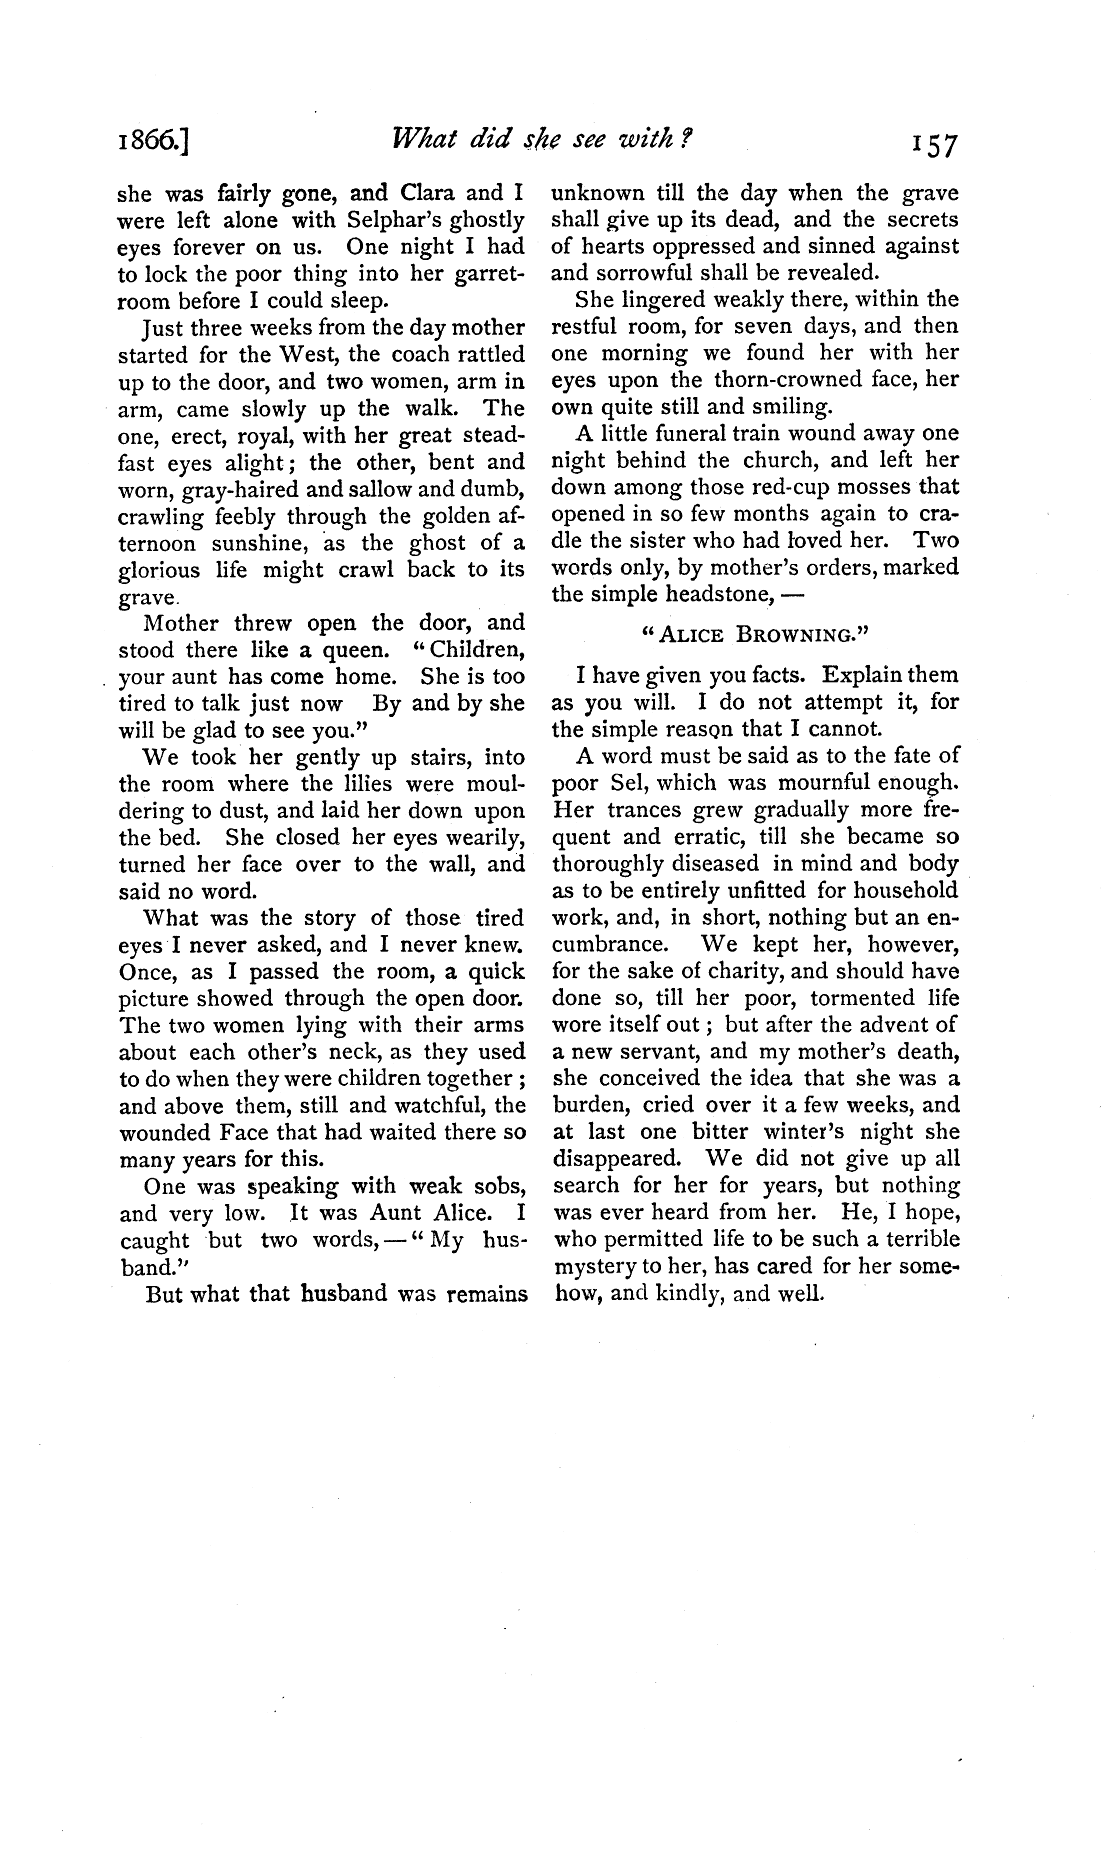 1866.] What did she see with? 157
she was fairly gone, and Clara and I
were left alone with Selphar's ghostly
eyes forever on us. One night I had
to lock the poor thing into her garret-
room before I could sleep.
Just three weeks from the day mother
started for the West, the coach rattled
up to the door, and two women, arm in
arm, came slowly up the walk. The
one, erect, royal, with her great stead-
fast eyes alight; the other, bent and
worn, gray-haired and sallow and dumb,
crawling feebly through the golden af-
ternoon sunshine, as the ghost of a
glorious life might crawl back to its
grave.
Mother threw open the door, and
stood there like a queen. "Children,
your aunt has come home. She is too
tired to talk just now By and by she
will be glad to see you."
We took her gently up stairs, into
the room where the lilies were moul-
dering to dust, and laid her down upon
the bed. She closed her eyes wearily,
turned her face over to the wall, and
said no word.
What was the story of those tired
eyes I never asked, and I never knew.
Once, as I passed the room, a quick
picture showed through the open door.
The two women lying with their arms
about each other's neck, as they used
to do when they were children together;
and above them, still and watchful, the
wounded Face that had waited there so
many years for this.
One was speaking with weak sobs,
and very low. It was Aunt Alice. I
caught but two words,—"My hus-
band."
But what that husband was remains
unknown till the day when the grave
shall give up its dead, and the secrets
of hearts oppressed and sinned against
and sorrowful shall be revealed.
She lingered weakly there, within the
restful room, for seven days, and then
one morning we found her with her
eyes upon the thorn-crowned face, her
own quite still and smiling.
A little funeral train wound away one
night behind the church, and left her
down among those red-cup mosses that
opened in so few months again to cra-
dle the sister who had loved her. Two
words only, by mother's orders, marked
the simple headstone,—
"ALICE BROWNING."
I have given you facts. Explain them
as you will. I do not attempt it, for
the simple reason that I cannot.
A word must be said as to the fate of
poor Sel, which was mournful enough.
Her trances grew gradually more fre-
quent and erratic, till she became so
thoroughly diseased in mind and body
as to be entirely unfitted for household
work, and, in short, nothing but an en-
cumbrance. We kept her, however,
for the sake of charity, and should have
done so, till her poor, tormented life
wore itself out; but after the advent of
a new servant, and my mother's death,
she conceived the idea that she was a
burden, cried over it a few weeks, and
at last one bitter winter's night she
disappeared. We did not give up all
search for her for years, but nothing
was ever heard from her. He, I hope,
who permitted life to be such a terrible
mystery to her, has cared for her some-
how, and kindly, and well.